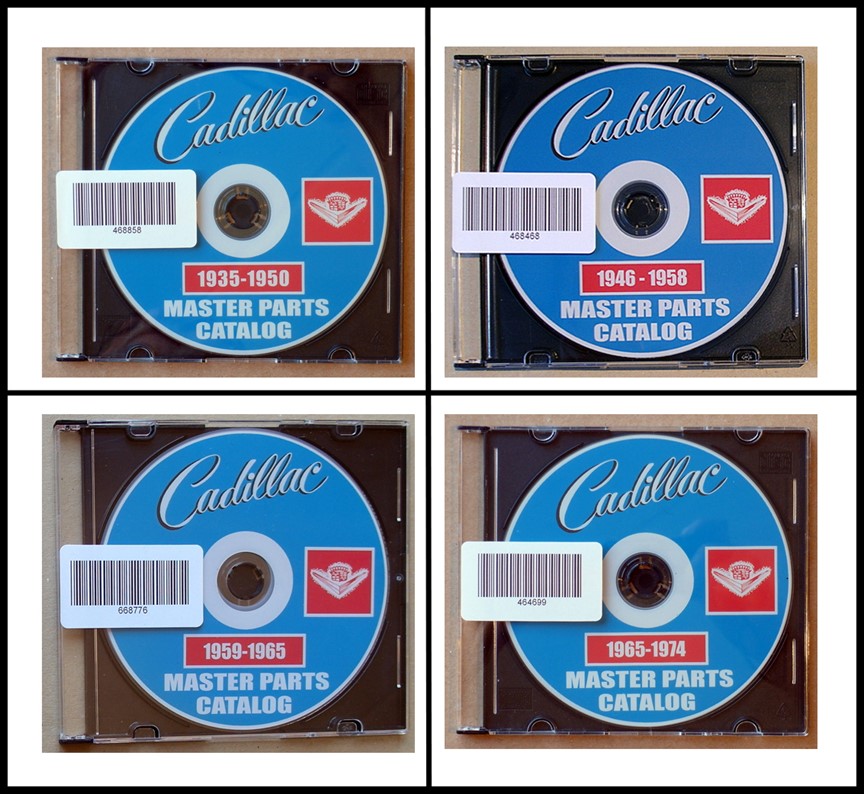 Cadillac
468858
1935-1950
MASTER PARTS
CATALOG
Cadillac
468468
1946 - 1958
MASTER PARTS
CATALOG
Cadillac
668776
1959-1965
MASTER PARTS
CATALOG
Cadillac
464699
1965-1974
MASTER PARTS
CATALOG